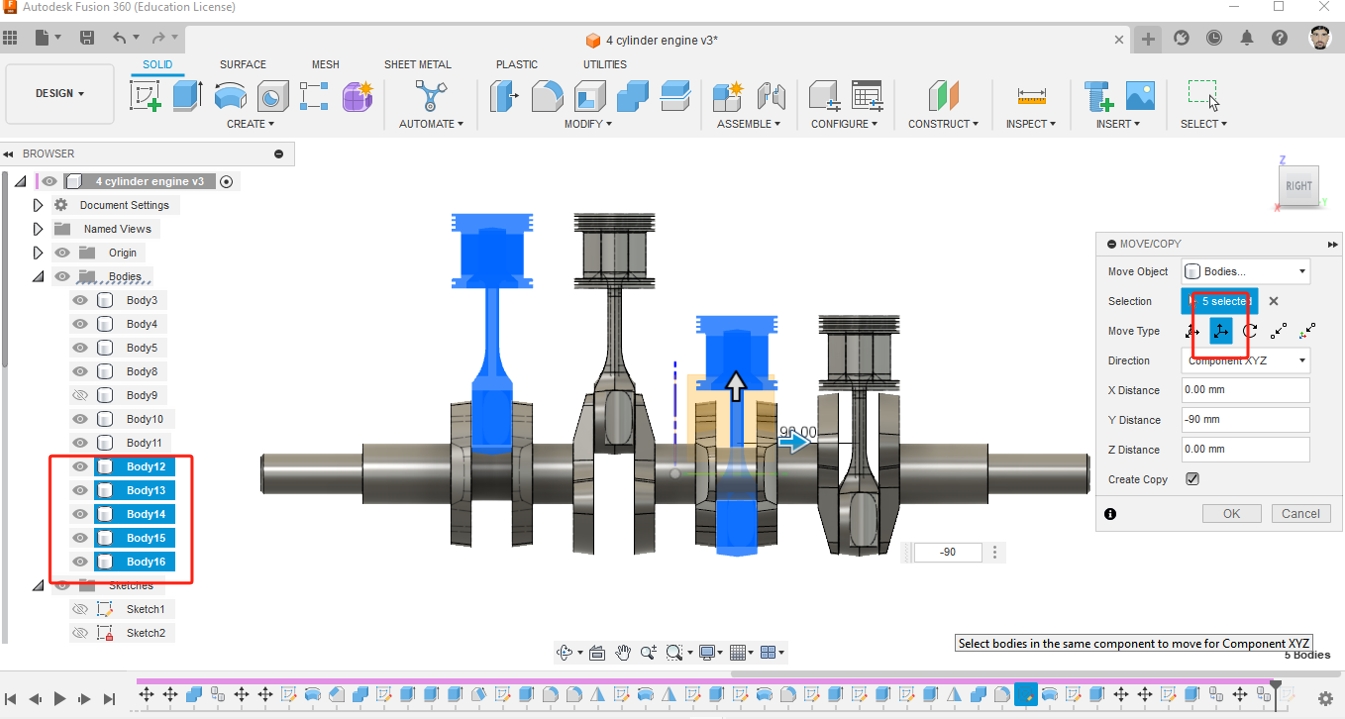 Autodesk Fusion 360 (Education License)
4 cylinder engine v3*
SOLID SURFACE MESH SHEET METAL PLASTIC UTILITIES
DESIGN
CREATE AUTOMATE MODIFY ASSEMBLE CONFIGURE CONSTRUCT INSPECT INSERT SELECT
BROWSER
4 cylinder engine v3
Document Settings
Named Views
Origin
Bodies
Body3
Body4
Body5
Body8
Body9
Body10
Body11
Body12
Body13
Body14
Body15
Body16
Sketches
Sketch1
Sketch2
Z
RIGHT
X
Y
MOVE/COPY
Move Object Bodies...
Selection 5 selected
Move Type
Direction Component XYZ
X Distance 0.00 mm
Y Distance -90 mm
Z Distance 0.00 mm
Create Copy
OK Cancel
90.00
-90
Select bodies in the same component to move for Component XYZ
5 Bodies